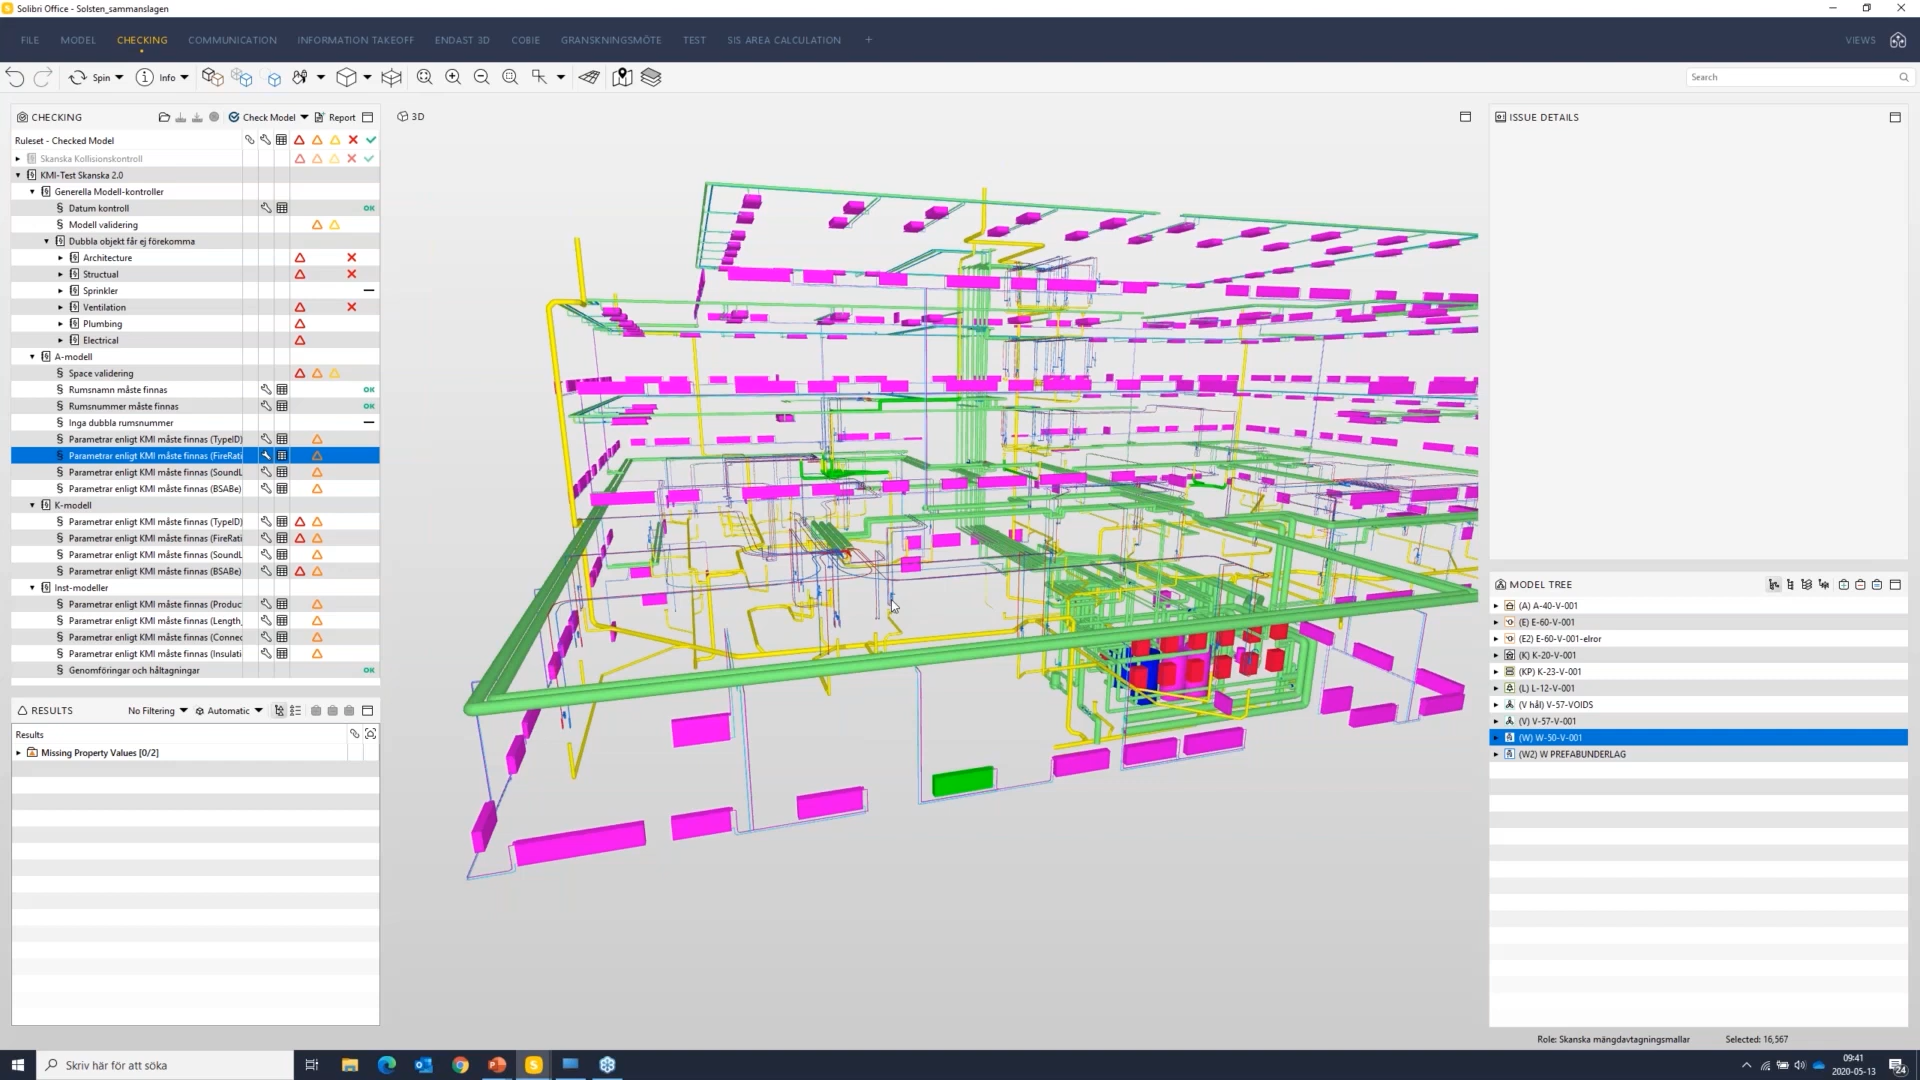 Solibri Office - Solsten_sammanslagen
FILE MODEL CHECKING COMMUNICATION INFORMATION TAKEOFF ENDAST 3D COBIE GRANSKNINGSMÖTE TEST SIS AREA CALCULATION + VIEWS
Spin Info Search
CHECKING Check Model Report
Ruleset - Checked Model
Skanska Kollisionskontroll
KMI-Test Skanska 2.0
Generella Modell-kontroller
Datum kontroll OK
Modell validering
Dubbla objekt får ej förekomma
Architecture
Structual
Sprinkler
Ventilation
Plumbing
Electrical
A-modell
Space validering
Rumsnamn måste finnas OK
Rumsnummer måste finnas OK
Inga dubbla rumsnummer
Parametrar enligt KMI måste finnas (TypeID)
Parametrar enligt KMI måste finnas (FireRati
Parametrar enligt KMI måste finnas (SoundL
Parametrar enligt KMI måste finnas (BSABe)
K-modell
Parametrar enligt KMI måste finnas (TypeID)
Parametrar enligt KMI måste finnas (FireRati
Parametrar enligt KMI måste finnas (SoundL
Parametrar enligt KMI måste finnas (BSABe)
Inst-modeller
Parametrar enligt KMI måste finnas (Produc
Parametrar enligt KMI måste finnas (Length,
Parametrar enligt KMI måste finnas (Connec
Parametrar enligt KMI måste finnas (Insulati
Genomföringar och håltagningar OK
RESULTS No Filtering Automatic
Results
Missing Property Values [0/2]
3D
ISSUE DETAILS
MODEL TREE
(A) A-40-V-001
(E) E-60-V-001
(E2) E-60-V-001-elror
(K) K-20-V-001
(KP) K-23-V-001
(L) L-12-V-001
(V hål) V-57-VOIDS
(V) V-57-V-001
(W) W-50-V-001
(W2) W PREFABUNDERLAG
Role: Skanska mängdavtagningsmallar Selected: 16,567
Skriv här för att söka
09:41
2020-05-13
24